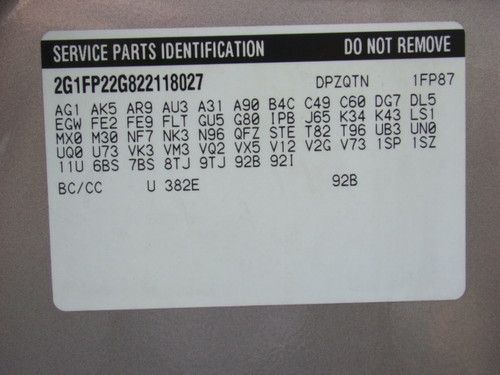 SERVICE PARTS IDENTIFICATION DO NOT REMOVE
2G1FP22G822118027 DPZQTN 1FP87
AG1 AK5 AR9 AU3 A31 A90 B4C C49 C60 DG7 DL5
EGW FE2 FE9 FLT GU5 G80 IPB J65 K34 K43 LS1
MX0 M30 NF7 NK3 N96 QFZ STE T82 T96 UB3 UN0
UQ0 U73 VK3 VM3 VQ2 VX5 V12 V2G V73 1SP 1SZ
11U 6BS 7BS 8TJ 9TJ 92B 92I
BC/CC U 382E 92B